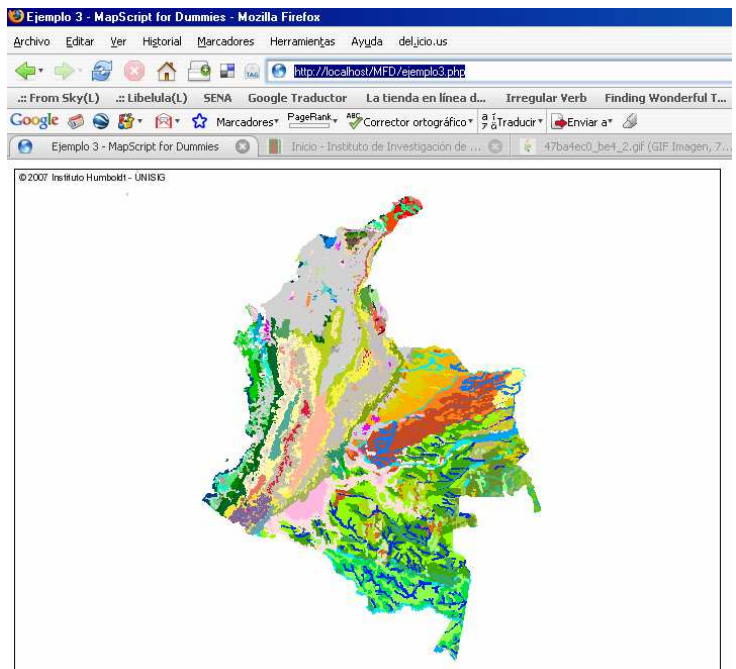 Ejemplo 3 - MapScript for Dummies - Mozilla Firefox
Archivo Editar Ver Historial Marcadores Herramientas Ayuda del.icio.us
TAG http://localhost/MFD/ejemplo3.php
.:: From Sky(L) .:: Libelula(L) SENA Google Traductor La tienda en línea d... Irregular Verb Finding Wonderful T...
Google Marcadores PageRank ABC Corrector ortográfico Traducir Enviar a
Ejemplo 3 - MapScript for Dummies Inicio - Instituto de Investigación de ... 47ba4ec0_be4_2.gif (GIF Imagen, 7...
©2007 Instituto Humboldt - UNISIG